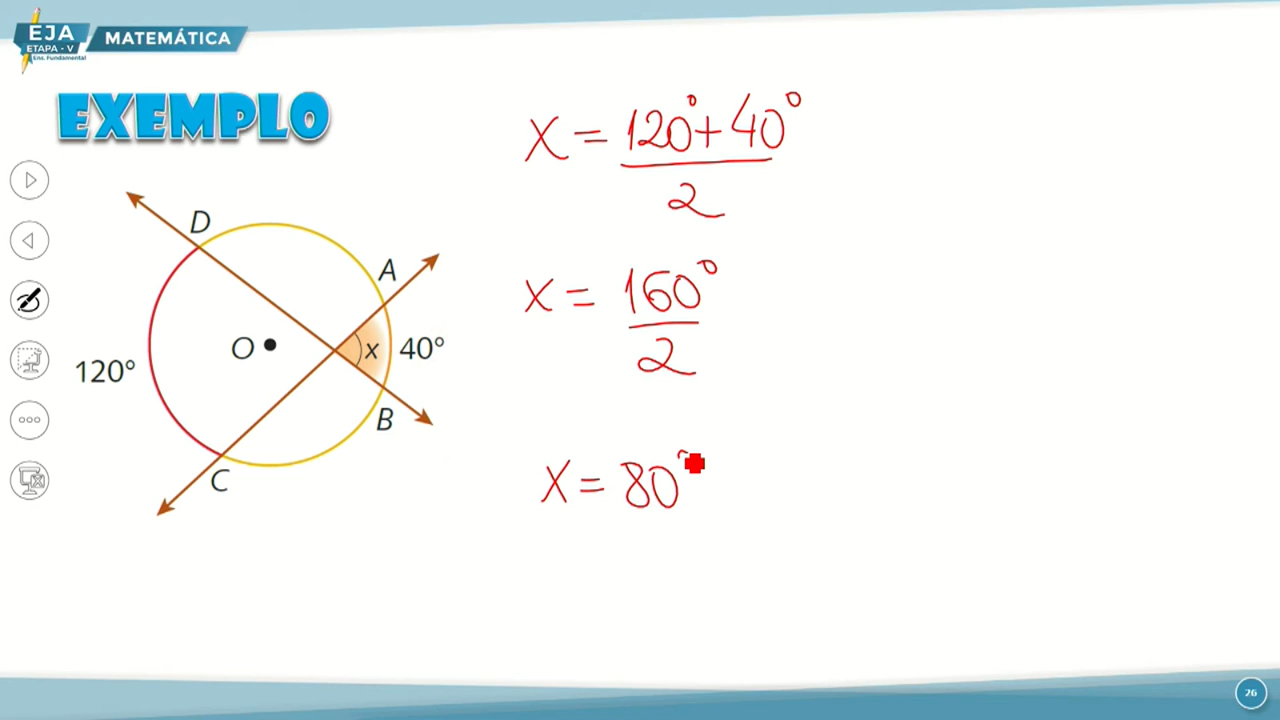 EJA
ETAPA - V
Ens. Fundamental
MATEMÁTICA
EXEMPLO
D
A
O
x
40°
120°
B
C
X = 120° + 40°
2
X = 160°
2
X = 80°
26